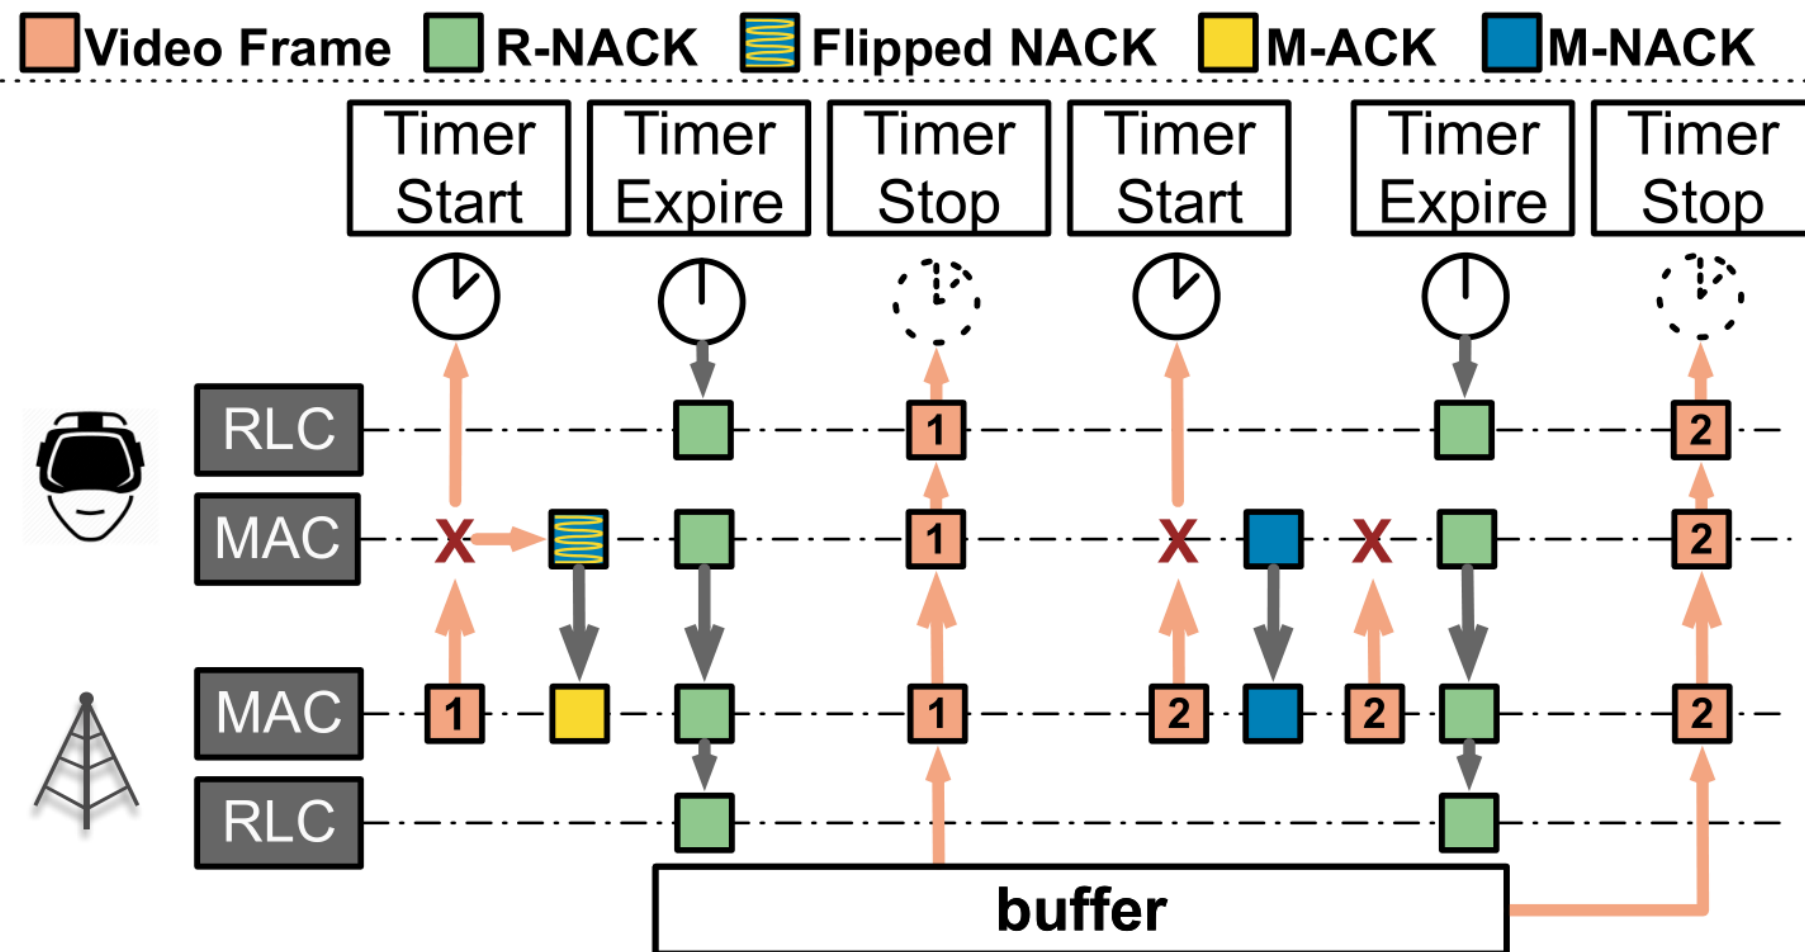 Video Frame R-NACK Flipped NACK M-ACK M-NACK
Timer Start Timer Expire Timer Stop Timer Start Timer Expire Timer Stop
RLC 1 2
MAC X 1 X X 2
MAC 1 1 2 2 2
RLC
buffer